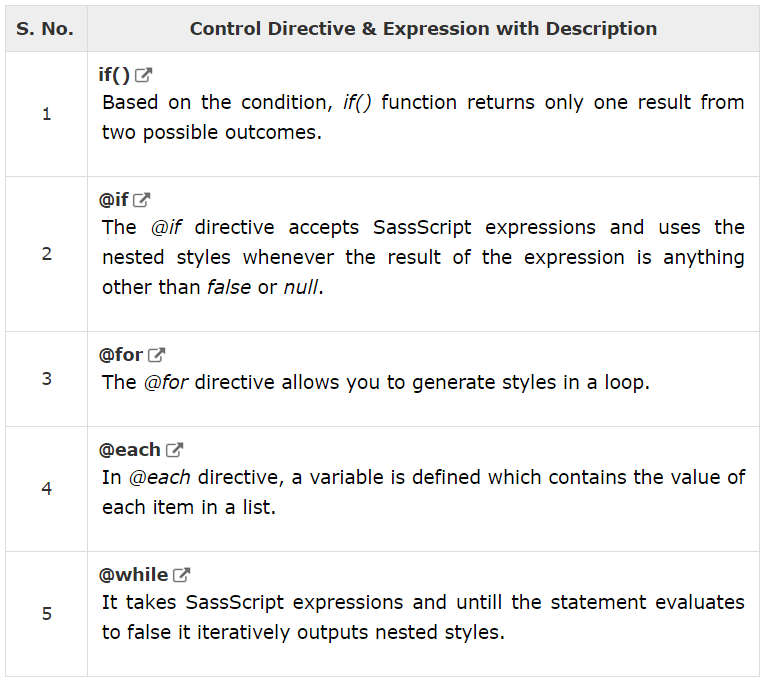 S. No. Control Directive & Expression with Description
if()
1
Based on the condition, if() function returns only one result from
two possible outcomes.
@if
The @if directive accepts SassScript expressions and uses the
2
nested styles whenever the result of the expression is anything
other than false or null.
@for
3
The @for directive allows you to generate styles in a loop.
@each
In @each directive, a variable is defined which contains the value of
4
each item in a list.
@while
It takes SassScript expressions and untill the statement evaluates
5
to false it iteratively outputs nested styles.